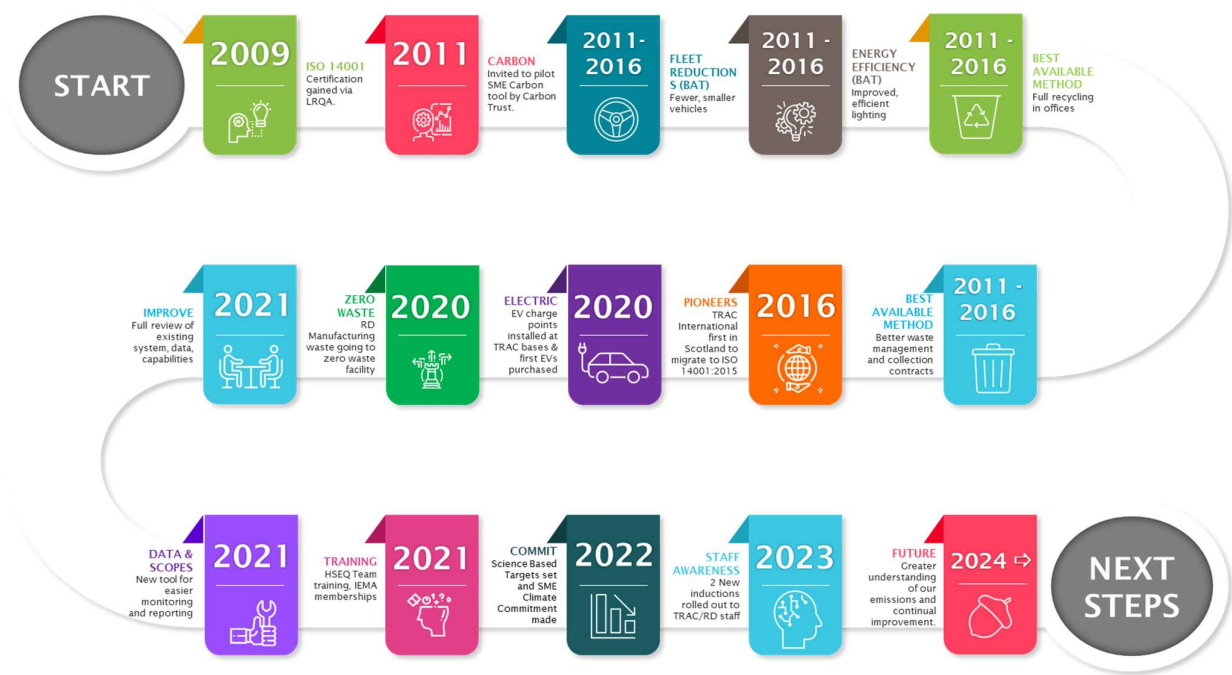 START
2009
ISO 14001
Certification
gained via
LRQA.
2011
CARBON
Invited to pilot
SME Carbon
tool by Carbon
Trust.
2011-
2016
FLEET
REDUCTION
S (BAT)
Fewer, smaller
vehicles
2011 -
2016
ENERGY
EFFICIENCY
(BAT)
Improved,
efficient
lighting
2011 -
2016
BEST
AVAILABLE
METHOD
Full recycling
in offices
2011 -
2016
BEST
AVAILABLE
METHOD
Better waste
management
and collection
contracts
2016
PIONEERS
TRAC
International
first in
Scotland to
migrate to ISO
14001:2015
2020
ELECTRIC
EV charge
points
installed at
TRAC bases &
first EVs
purchased
2020
ZERO
WASTE
RD
Manufacturing
waste going to
zero waste
facility
2021
IMPROVE
Full review of
existing
system, data,
capabilities
DATA &
SCOPES
New tool for
easier
monitoring
and reporting
2021
TRAINING
HSEQ Team
training, IEMA
memberships
2021
COMMIT
Science Based
Targets set
and SME
Climate
Commitment
made
2022
STAFF
AWARENESS
2 New
inductions
rolled out to
TRAC/RD staff
2023
FUTURE
Greater
understanding
of our
emissions and
continual
improvement.
2024 ⇨
NEXT
STEPS